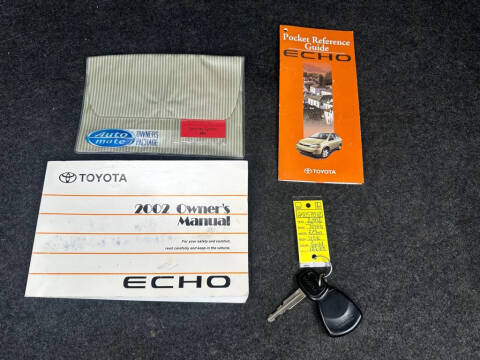 Auto
mate
OWNER'S
PACKAGE
Pocket Reference
Guide
ECHO
TOYOTA
TOYOTA
2002 Owner's
Manual
For your safety and comfort,
read carefully and keep in the vehicle.
ECHO